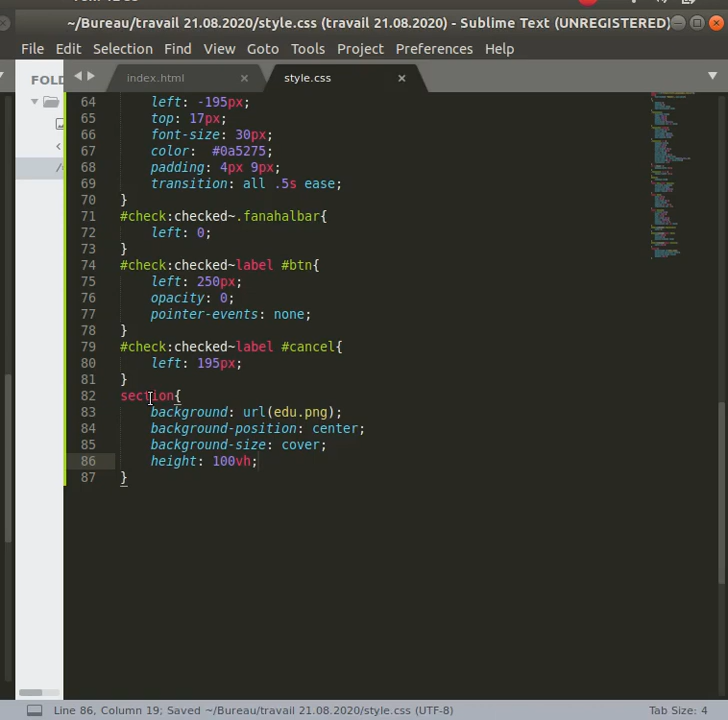 ~/Bureau/travail 21.08.2020/style.css (travail 21.08.2020) - Sublime Text (UNREGISTERED)
File Edit Selection Find View Goto Tools Project Preferences Help
FOLD
index.html
style.css
64 left: -195px;
65 top: 17px;
66 font-size: 30px;
67 color: #0a5275;
68 padding: 4px 9px;
69 transition: all .5s ease;
70 }
71 #check:checked~.fanahalbar{
72 left: 0;
73 }
74 #check:checked~label #btn{
75 left: 250px;
76 opacity: 0;
77 pointer-events: none;
78 }
79 #check:checked~label #cancel{
80 left: 195px;
81 }
82 section{
83 background: url(edu.png);
84 background-position: center;
85 background-size: cover;
86 height: 100vh;
87 }
Line 86, Column 19; Saved ~/Bureau/travail 21.08.2020/style.css (UTF-8)
Tab Size: 4